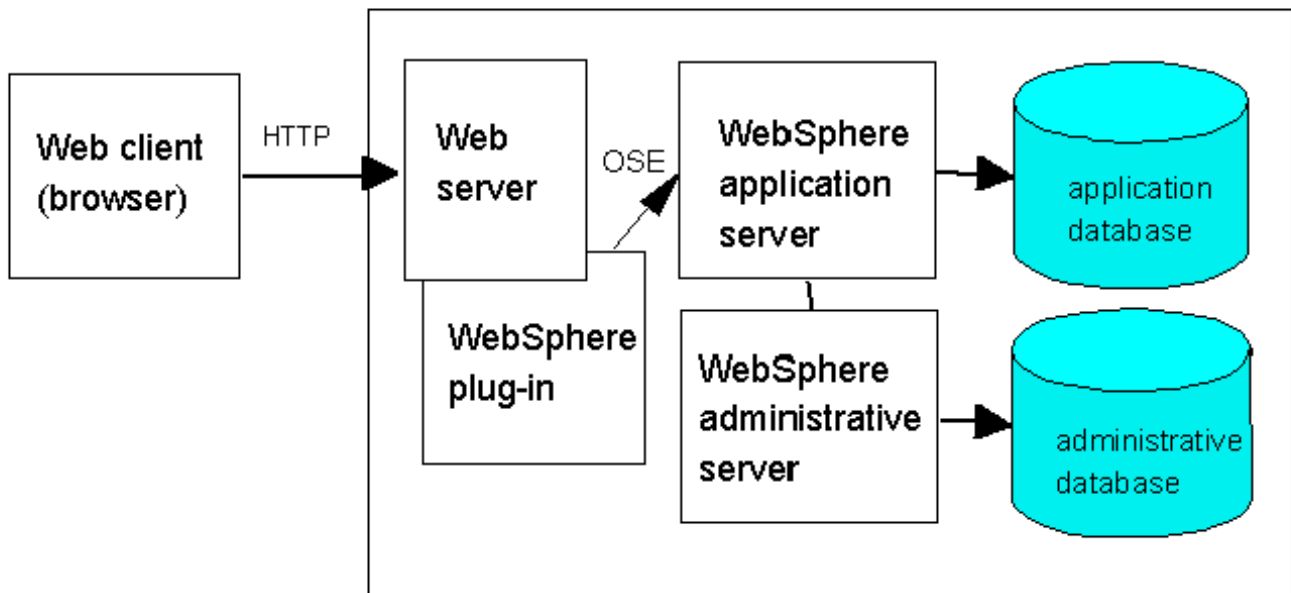 Web client
(browser)
HTTP
Web
server
WebSphere
plug-in
OSE
WebSphere
application
server
application
database
WebSphere
administrative
server
administrative
database